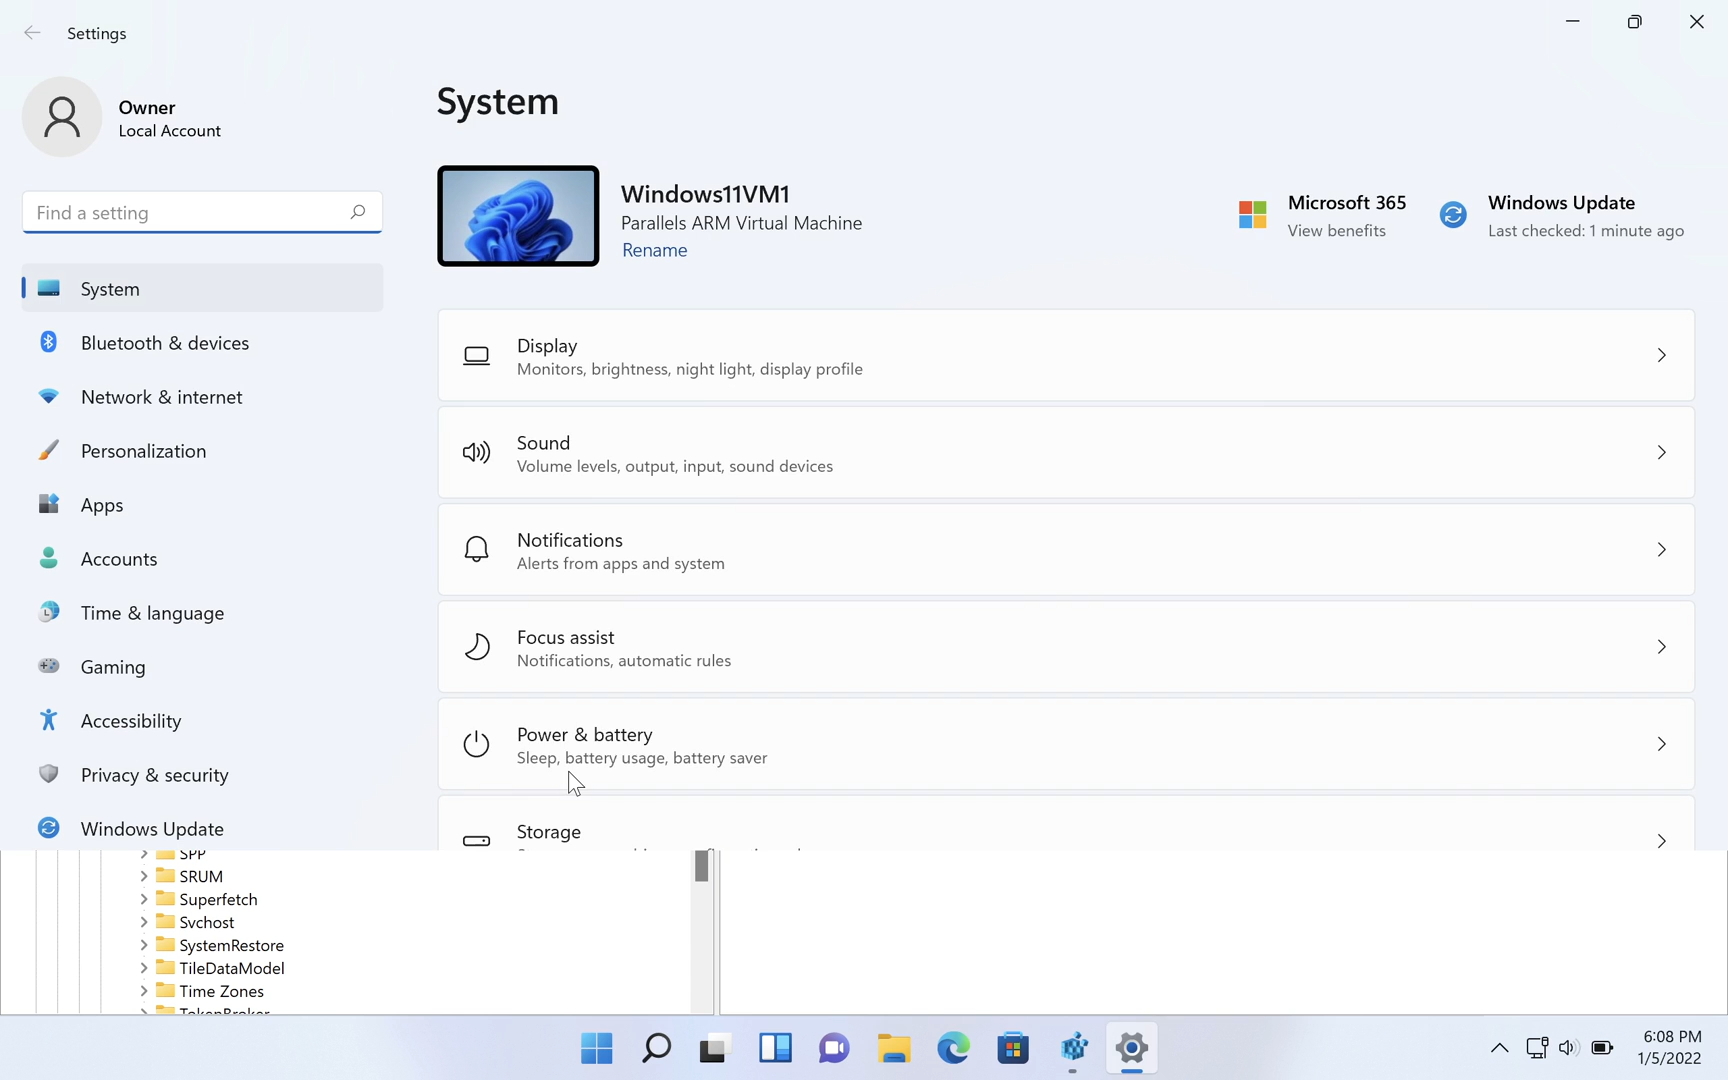 Settings
Owner
Local Account
Find a setting
System
Bluetooth & devices
Network & internet
Personalization
Apps
Accounts
Time & language
Gaming
Accessibility
Privacy & security
Windows Update
System
Windows11VM1
Parallels ARM Virtual Machine
Rename
Microsoft 365
View benefits
Windows Update
Last checked: 1 minute ago
Display
Monitors, brightness, night light, display profile
Sound
Volume levels, output, input, sound devices
Notifications
Alerts from apps and system
Focus assist
Notifications, automatic rules
Power & battery
Sleep, battery usage, battery saver
Storage
SPP
SRUM
Superfetch
Svchost
SystemRestore
TileDataModel
Time Zones
TokenBroker
6:08 PM
1/5/2022